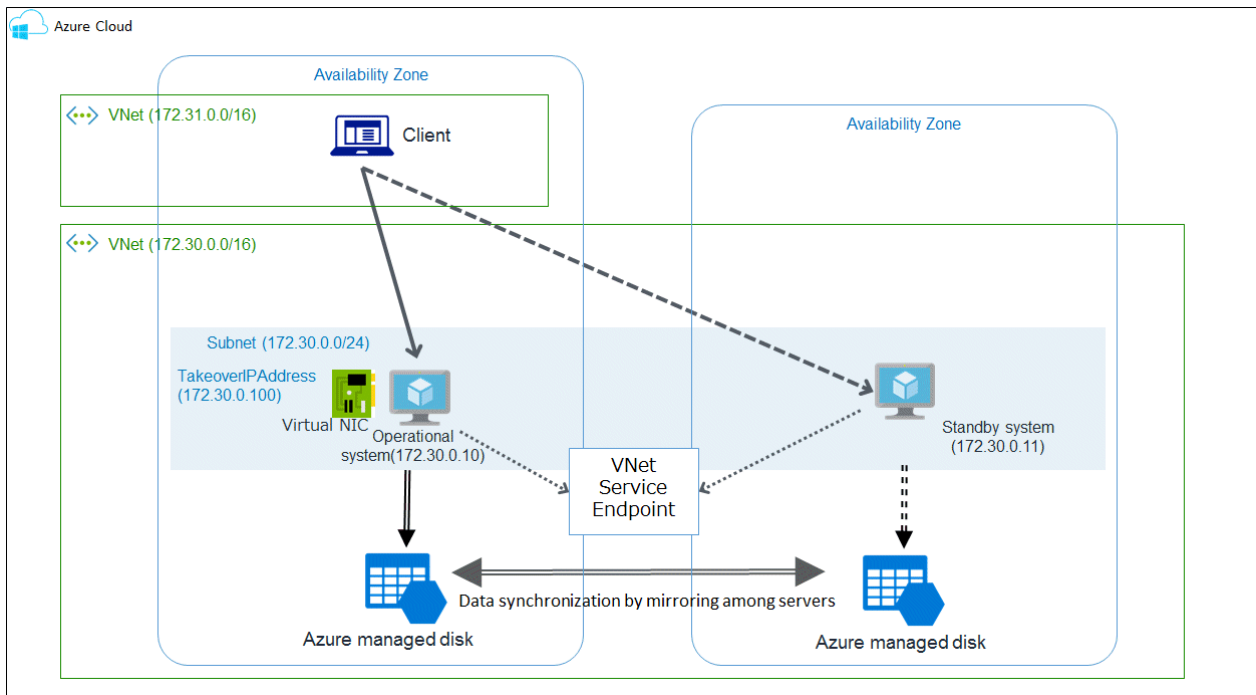 Azure Cloud
Availability Zone
VNet (172.31.0.0/16)
Client
Availability Zone
VNet (172.30.0.0/16)
Subnet (172.30.0.0/24)
TakeoverIPAddress
(172.30.0.100)
Virtual NIC
Operational
system(172.30.0.10)
Standby system
(172.30.0.11)
VNet
Service
Endpoint
Data synchronization by mirroring among servers
Azure managed disk
Azure managed disk